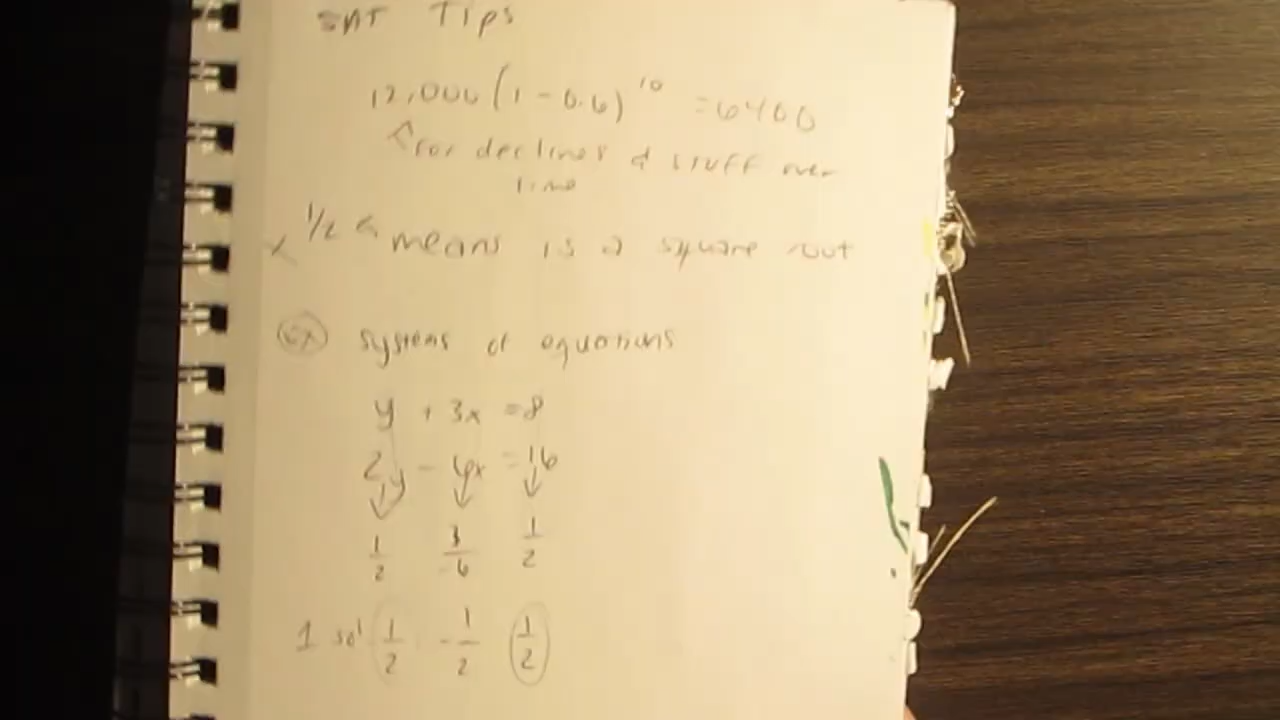 SAT Tips
12,000 (1 - 0.6)^10 = 6400
for declines & stuff over
time
x^1/2 < means is a square root
Ex systems of equations
y + 3x = 8
2y - 6x = 16
1/2 3/-6 1/2
1 sol 1/2 -1/2 1/2